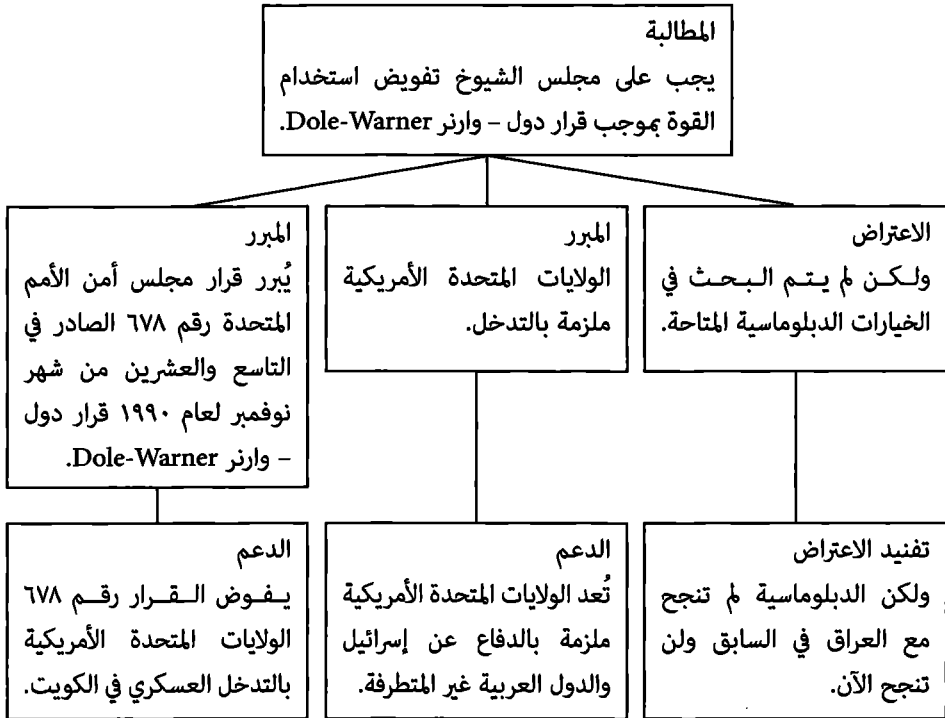 المطالبة
يجب على مجلس الشيوخ تفويض استخدام
القوة بموجب قرار دول – وارنر Dole-Warner.
الاعتراض
ولكن لم يتم البحث في
الخيارات الدبلوماسية المتاحة.
المبرر
الولايات المتحدة الأمريكية
ملزمة بالتدخل.
المبرر
يُبرر قرار مجلس أمن الأمم
المتحدة رقم ٦٧٨ الصادر في
التاسع والعشرين من شهر
نوفمبر لعام ١٩٩٠ قرار دول
– وارنر Dole-Warner.
تفنيد الاعتراض
ولكن الدبلوماسية لم تنجح
مع العراق في السابق ولن
تنجح الآن.
الدعم
تُعد الولايات المتحدة الأمريكية
ملزمة بالدفاع عن إسرائيل
والدول العربية غير المتطرفة.
الدعم
يفوض القرار رقم ٦٧٨
الولايات المتحدة الأمريكية
بالتدخل العسكري في الكويت.